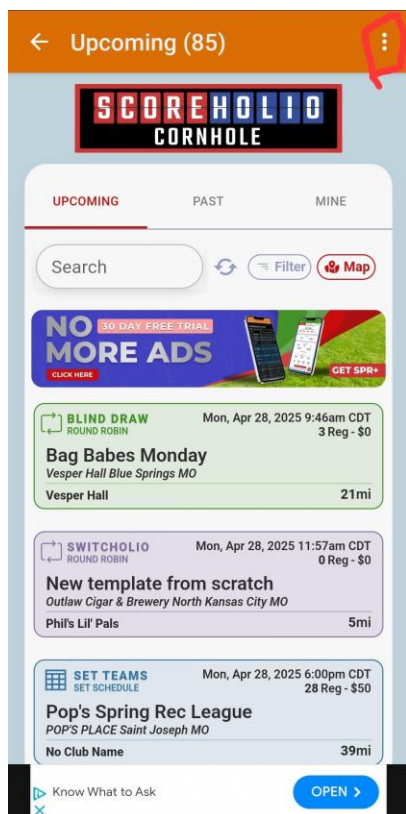 Upcoming (85)
SCOREHOLIO
CORNHOLE
UPCOMING PAST MINE
Search Filter Map
NO 30 DAY FREE TRIAL
MORE ADS
CLICK HERE GET SPR+
BLIND DRAW Mon, Apr 28, 2025 9:46am CDT
ROUND ROBIN 3 Reg - $0
Bag Babes Monday
Vesper Hall Blue Springs MO
Vesper Hall 21mi
SWITCHOLIO Mon, Apr 28, 2025 11:57am CDT
ROUND ROBIN 0 Reg - $0
New template from scratch
Outlaw Cigar & Brewery North Kansas City MO
Phil's Lil' Pals 5mi
SET TEAMS Mon, Apr 28, 2025 6:00pm CDT
SET SCHEDULE 28 Reg - $50
Pop's Spring Rec League
POP'S PLACE Saint Joseph MO
No Club Name 39mi
Know What to Ask OPEN >